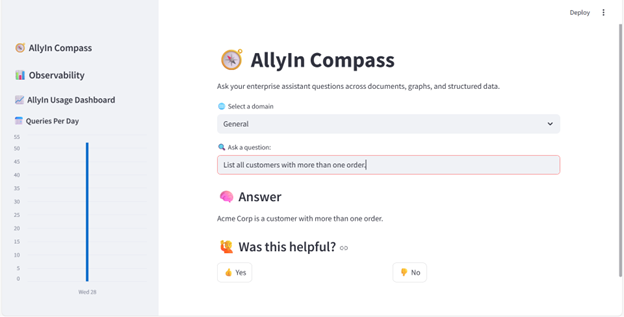 Deploy
AllyIn Compass
Observability
AllyIn Usage Dashboard
Queries Per Day
55
50
45
40
35
30
25
20
15
10
5
0
Wed 28
AllyIn Compass
Ask your enterprise assistant questions across documents, graphs, and structured data.
Select a domain
General
Ask a question:
List all customers with more than one order.
Answer
Acme Corp is a customer with more than one order.
Was this helpful?
Yes No